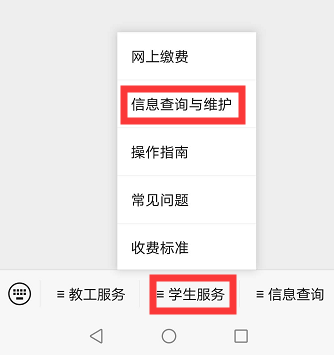 网上缴费
信息查询与维护
操作指南
常见问题
收费标准
≡ 教工服务 ≡ 学生服务 ≡ 信息查询